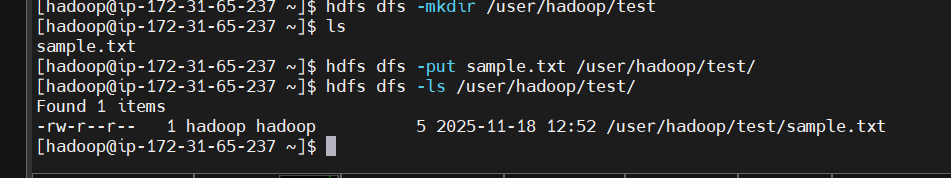 [hadoop@ip-172-31-65-237 ~]$ hdfs dfs -mkdir /user/hadoop/test
[hadoop@ip-172-31-65-237 ~]$ ls
sample.txt
[hadoop@ip-172-31-65-237 ~]$ hdfs dfs -put sample.txt /user/hadoop/test/
[hadoop@ip-172-31-65-237 ~]$ hdfs dfs -ls /user/hadoop/test/
Found 1 items
-rw-r--r--   1 hadoop hadoop          5 2025-11-18 12:52 /user/hadoop/test/sample.txt
[hadoop@ip-172-31-65-237 ~]$